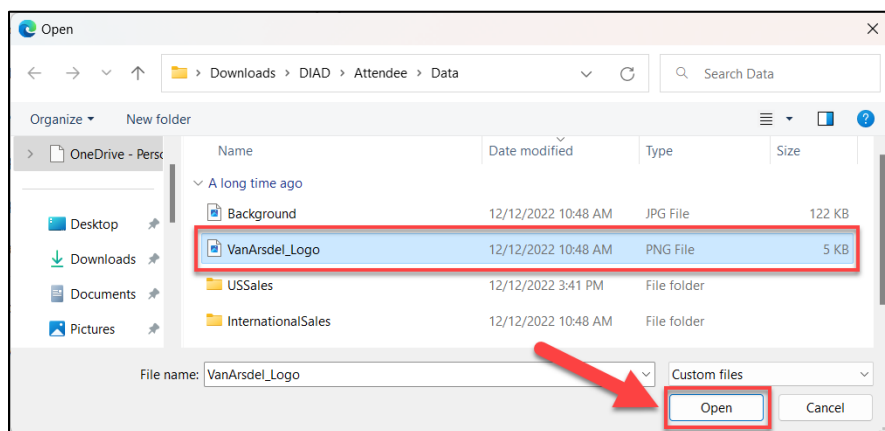 Open
Downloads > DIAD > Attendee > Data
Search Data
Organize
New folder
Name
Date modified
Type
Size
OneDrive - Perso
A long time ago
Background 12/12/2022 10:48 AM JPG File 122 KB
VanArsdel_Logo 12/12/2022 10:48 AM PNG File 5 KB
USSales 12/12/2022 3:41 PM File folder
InternationalSales 12/12/2022 10:48 AM File folder
Desktop
Downloads
Documents
Pictures
File name: VanArsdel_Logo
Custom files
Open
Cancel